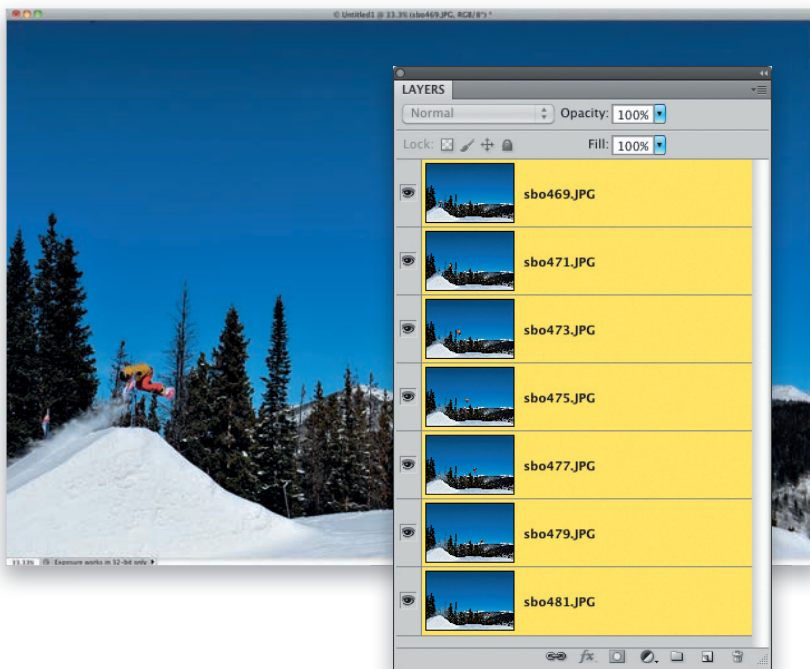 © Untitled1 @ 33.3% (sbo469.JPG, RGB/8*) *
LAYERS
Normal
Opacity: 100%
Lock:
Fill: 100%
sbo469.JPG
sbo471.JPG
sbo473.JPG
sbo475.JPG
sbo477.JPG
sbo479.JPG
sbo481.JPG
fx
33.33%
Exposure works in 32-bit only